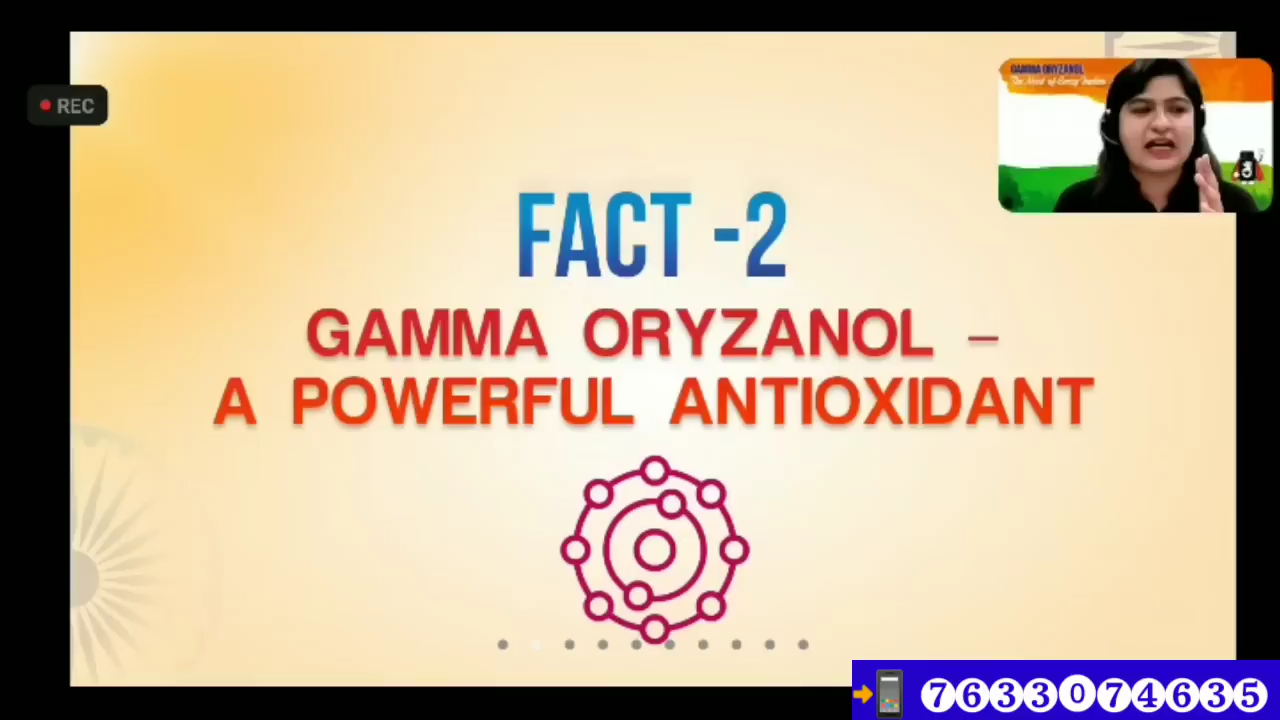 REC
GAMMA ORYZANOL
FACT -2
GAMMA ORYZANOL –
A POWERFUL ANTIOXIDANT
7633074635